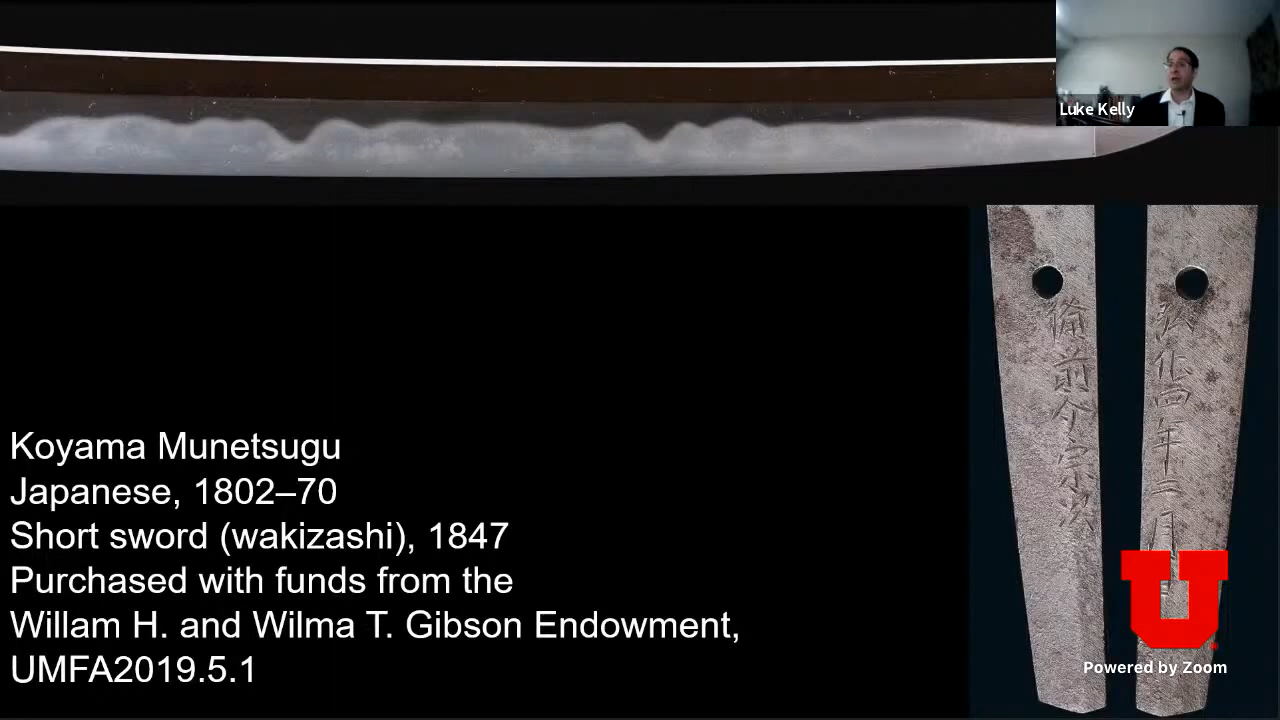 Luke Kelly
Koyama Munetsugu
Japanese, 1802–70
Short sword (wakizashi), 1847
Purchased with funds from the
Willam H. and Wilma T. Gibson Endowment,
UMFA2019.5.1
備前介宗次
弘化四年十二月
U
Powered by Zoom